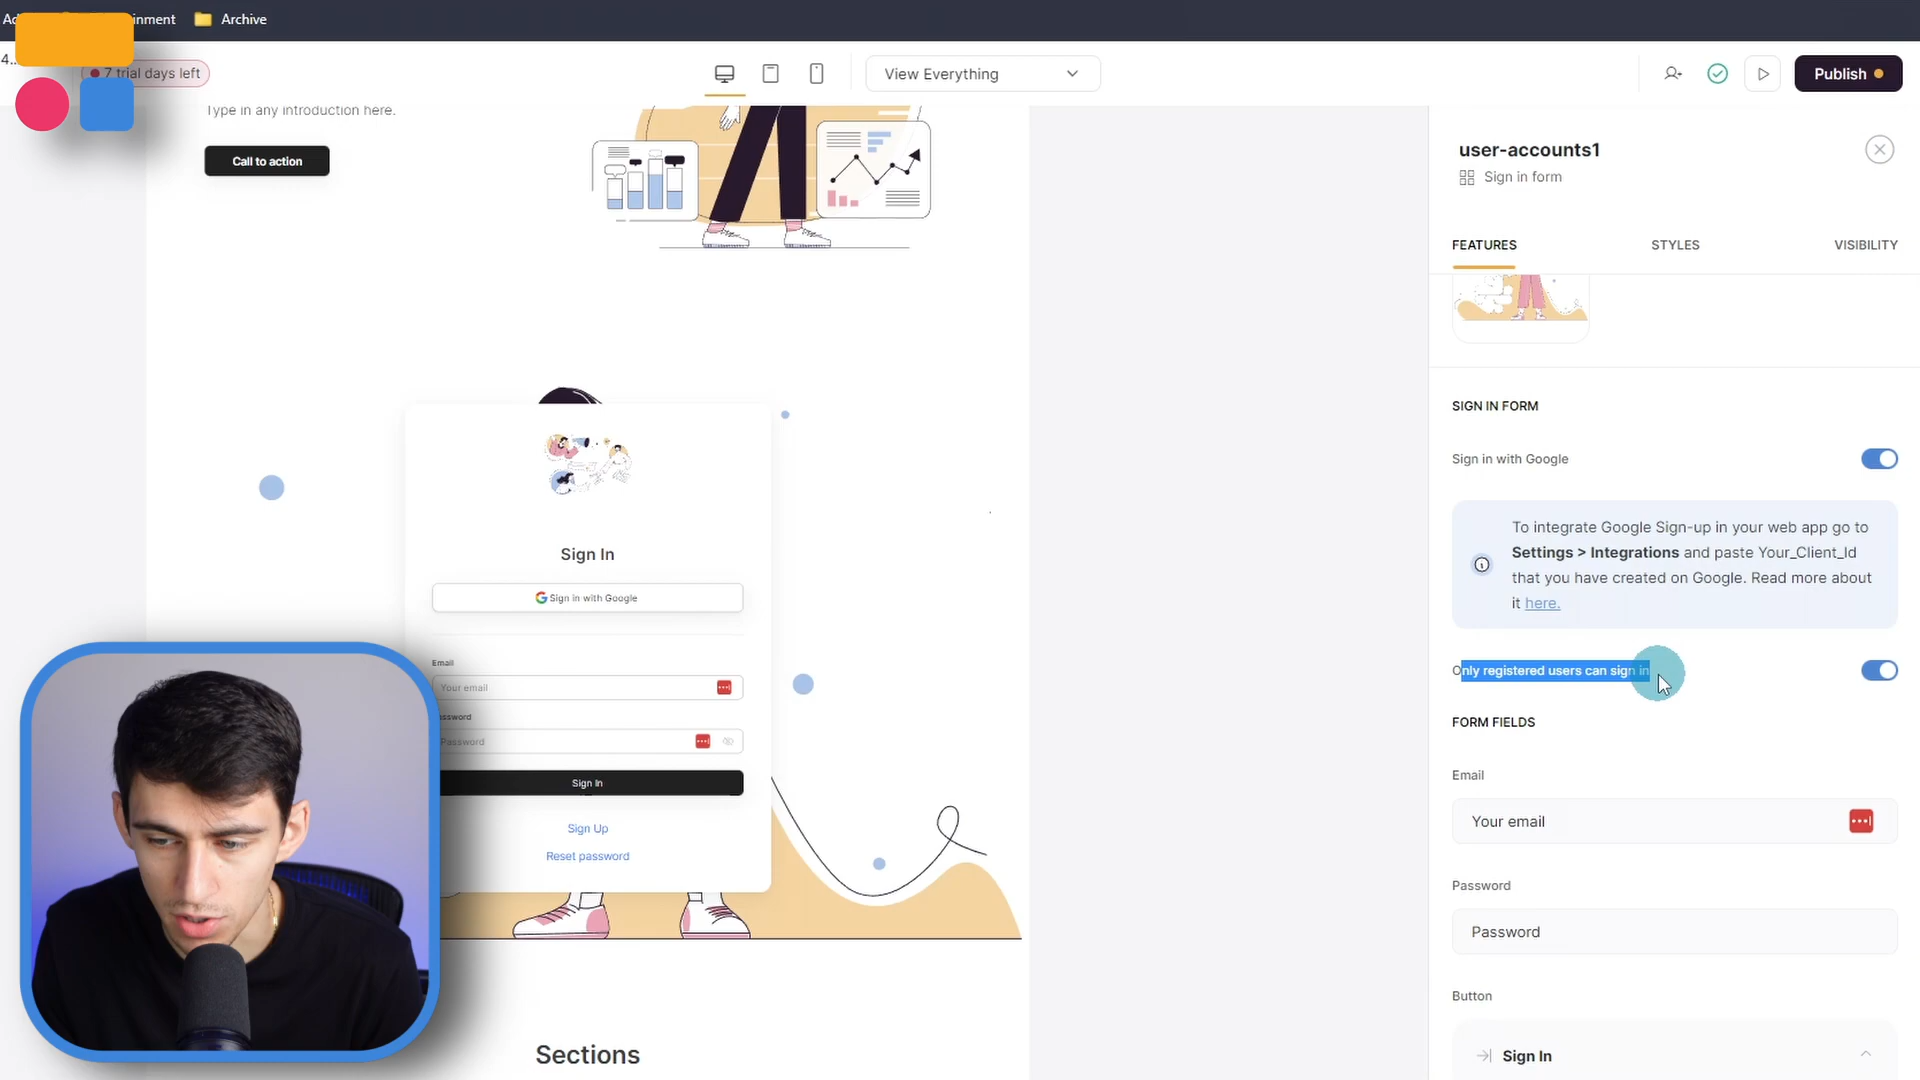 inment
Archive
4..
7 trial days left
View Everything
Publish
Type in any introduction here.
Call to action
Sign In
Sign in with Google
Email
Your email
ssword
Password
Sign In
Sign Up
Reset password
Sections
user-accounts1
Sign in form
FEATURES
STYLES
VISIBILITY
SIGN IN FORM
Sign in with Google
To integrate Google Sign-up in your web app go to
Settings > Integrations and paste Your_Client_Id
that you have created on Google. Read more about
it here.
Only registered users can sign in
FORM FIELDS
Email
Your email
Password
Password
Button
Sign In